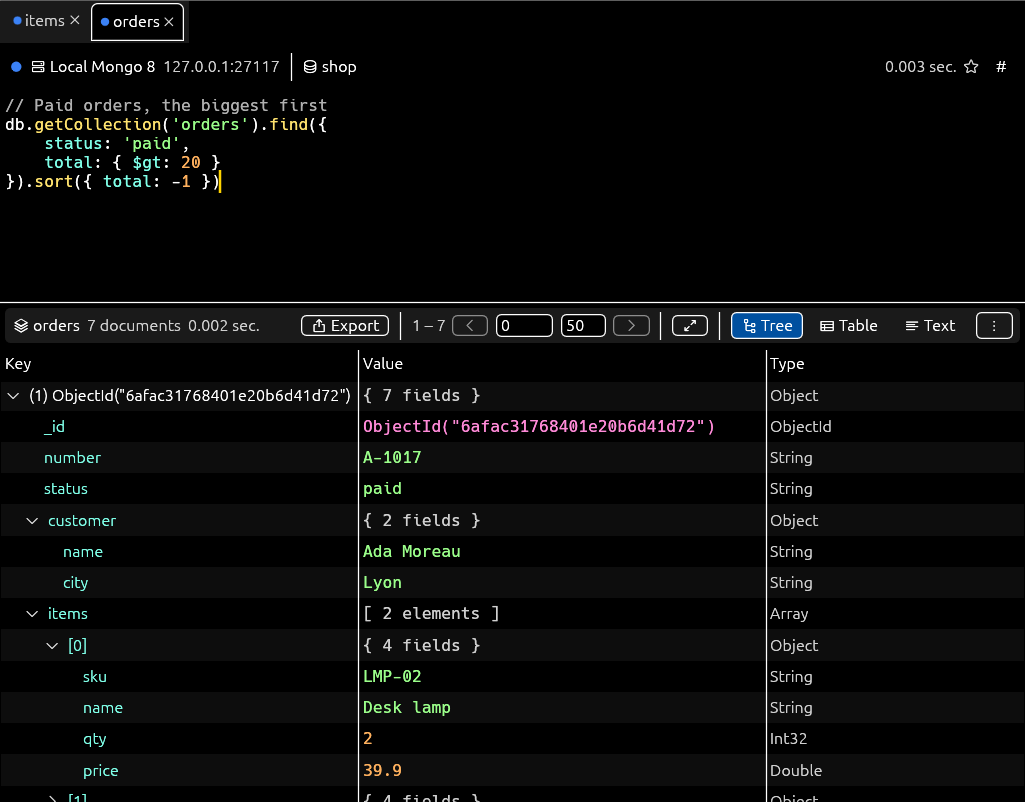 items × orders ×
Local Mongo 8 127.0.0.1:27117 shop 0.003 sec. #
// Paid orders, the biggest first
db.getCollection('orders').find({
status: 'paid',
total: { $gt: 20 }
}).sort({ total: -1 })
orders 7 documents 0.002 sec. Export 1 – 7 0 50 Tree Table Text
Key Value Type
(1) ObjectId("6afac31768401e20b6d41d72") { 7 fields } Object
_id ObjectId("6afac31768401e20b6d41d72") ObjectId
number A-1017 String
status paid String
customer { 2 fields } Object
name Ada Moreau String
city Lyon String
items [ 2 elements ] Array
[0] { 4 fields } Object
sku LMP-02 String
name Desk lamp String
qty 2 Int32
price 39.9 Double
[1] { 4 fields } Object